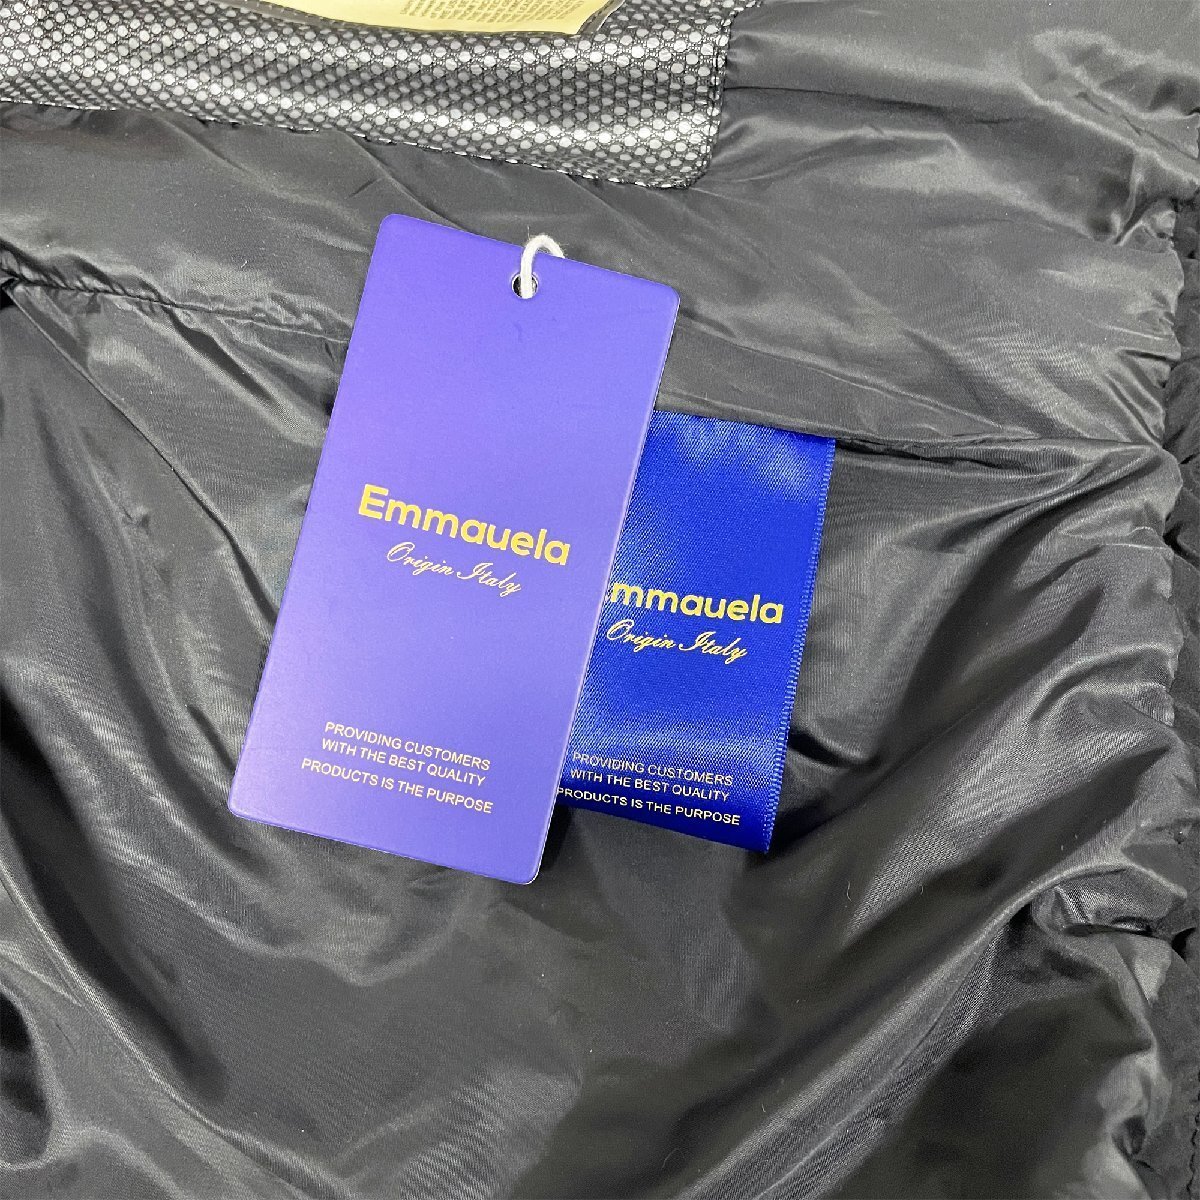 Emmauela
Origin Italy
PROVIDING CUSTOMERS
WITH THE BEST QUALITY
PRODUCTS IS THE PURPOSE
mmauela
Origin Italy
PROVIDING CUSTOMERS
WITH THE BEST QUALITY
PRODUCTS IS THE PURPOSE